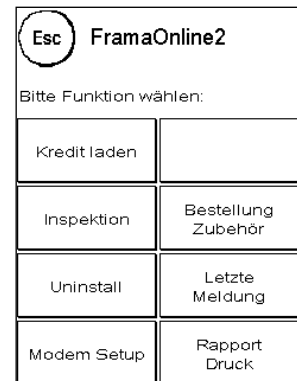 Esc FramaOnline2
Bitte Funktion wählen:
Kredit laden
Inspektion
Bestellung
Zubehör
Uninstall
Letzte
Meldung
Modem Setup
Rapport
Druck